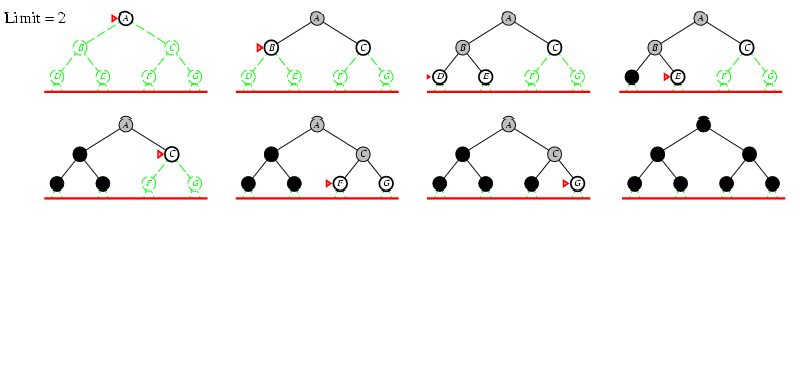 Limit = 2
A A A A
B C B C B C B C
D E F G D E F G D E F G E F G
A A A
C C C
F G F G G